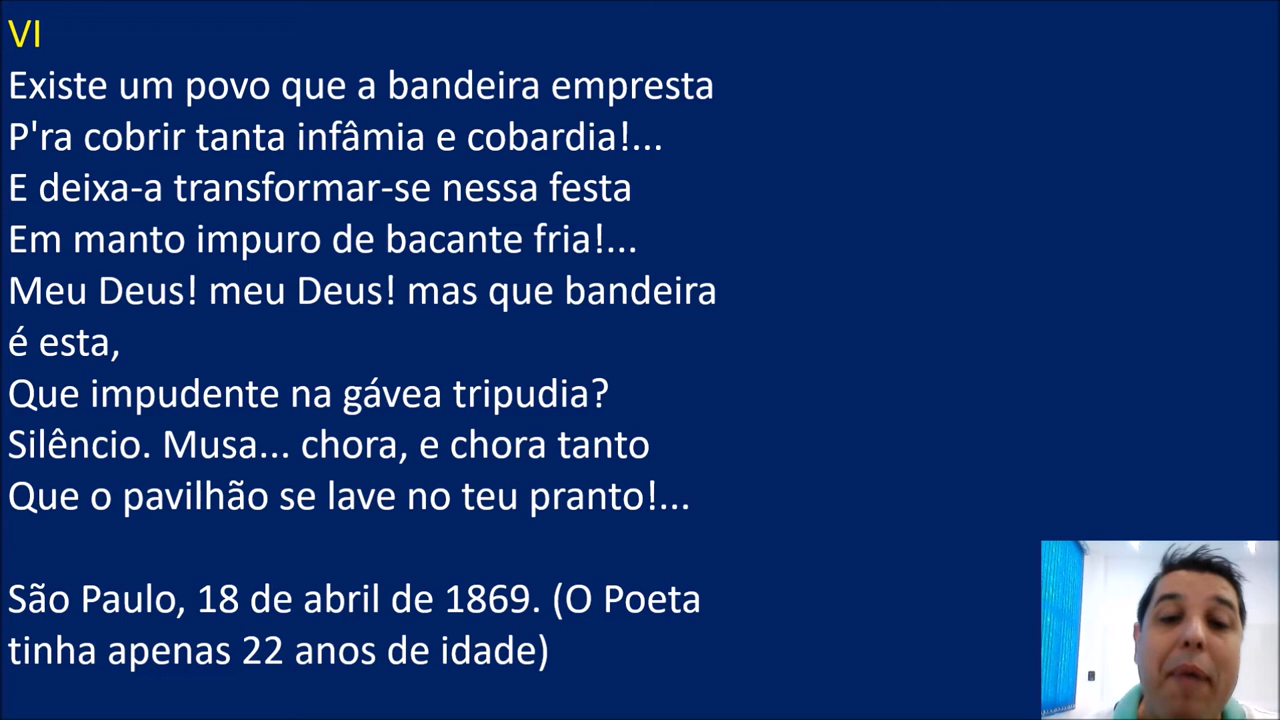 VI
Existe um povo que a bandeira empresta
P'ra cobrir tanta infâmia e cobardia!...
E deixa-a transformar-se nessa festa
Em manto impuro de bacante fria!...
Meu Deus! meu Deus! mas que bandeira
é esta,
Que impudente na gávea tripudia?
Silêncio. Musa... chora, e chora tanto
Que o pavilhão se lave no teu pranto!...
São Paulo, 18 de abril de 1869. (O Poeta
tinha apenas 22 anos de idade)